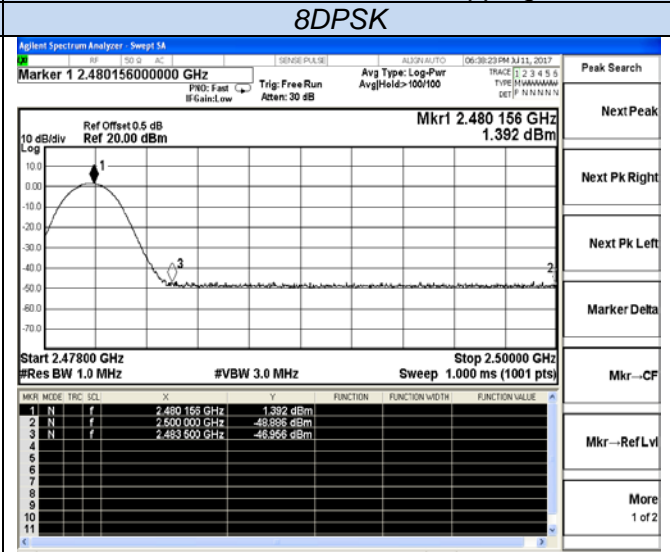 8DPSK
Agilent Spectrum Analyzer - Swept SA
RF 50 Ω AC SENSE:PULSE ALIGN AUTO 06:38:23 PM Jul 11, 2017
Marker 1 2.480156000000 GHz
PNO: Fast Trig: Free Run Avg Type: Log-Pwr TRACE 1 2 3 4 5 6
IFGain:Low Atten: 30 dB Avg|Hold:>100/100 TYPE MWWWWW
DET P N N N N N
Peak Search
Next Peak
Next Pk Right
Next Pk Left
Marker Delta
Mkr→CF
Mkr→Ref Lvl
More
1 of 2
Mkr1 2.480 156 GHz
1.392 dBm
Ref Offset 0.5 dB
10 dB/div Ref 20.00 dBm
Log
10.0
0.00
-10.0
-20.0
-30.0
-40.0
-50.0
-60.0
-70.0
1
3
2
Start 2.47800 GHz Stop 2.50000 GHz
#Res BW 1.0 MHz #VBW 3.0 MHz Sweep 1.000 ms (1001 pts)
MKR MODE TRC SCL X Y FUNCTION FUNCTION WIDTH FUNCTION VALUE
1 N f 2.480 156 GHz 1.392 dBm
2 N f 2.500 000 GHz -48.886 dBm
3 N f 2.483 500 GHz -46.956 dBm
4
5
6
7
8
9
10
11